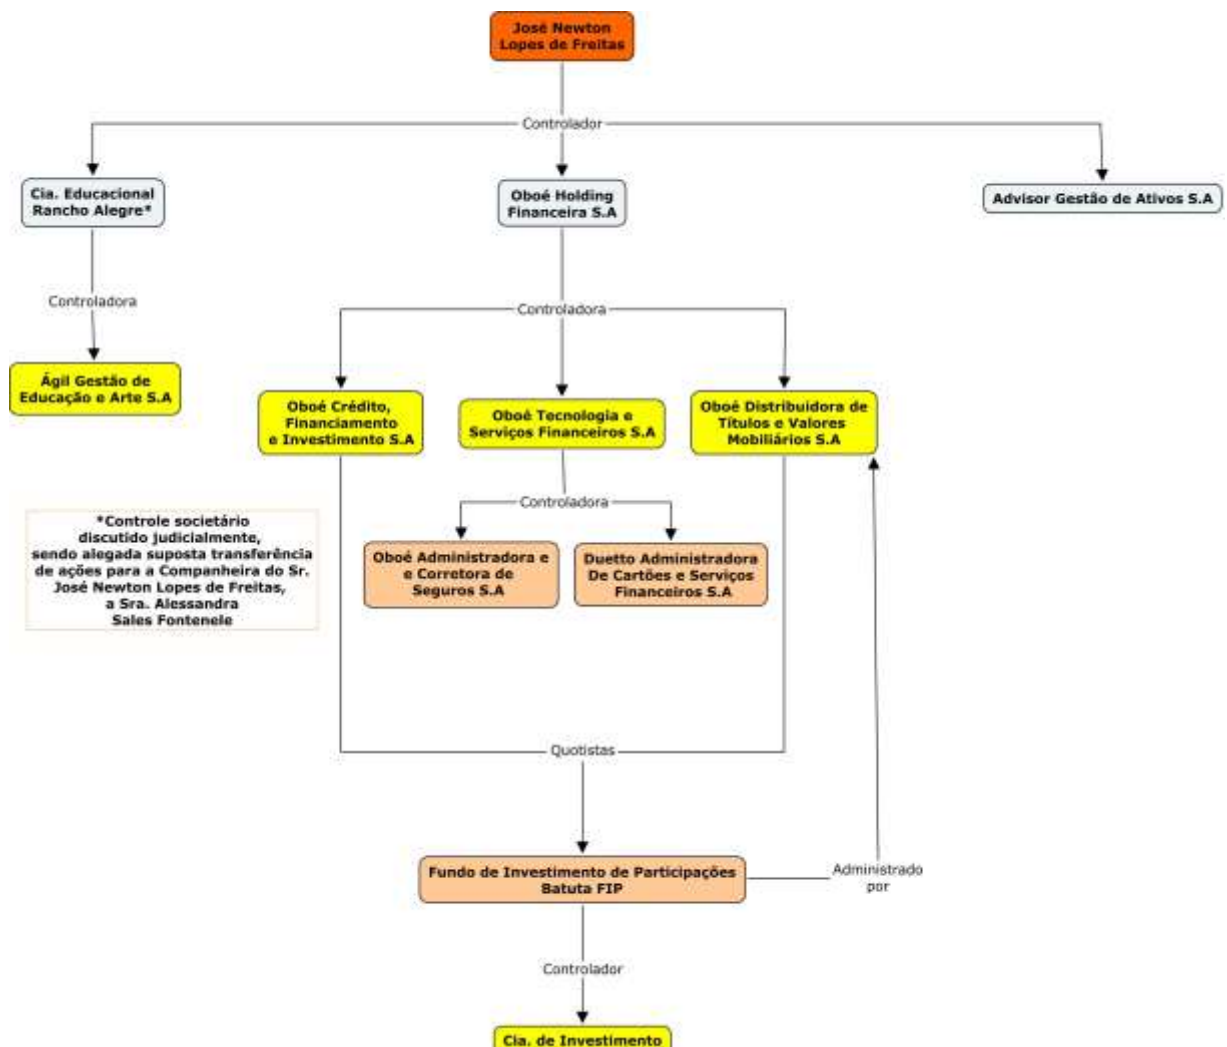 José Newton
Lopes de Freitas
Controlador
Cia. Educacional
Rancho Alegre*
Oboé Holding
Financeira S.A
Advisor Gestão de Ativos S.A
Controladora
Controladora
Ágil Gestão de
Educação e Arte S.A
Oboé Crédito,
Financiamento
e Investimento S.A
Oboé Tecnologia e
Serviços Financeiros S.A
Oboé Distribuidora de
Títulos e Valores
Mobiliários S.A
Controladora
*Controle societário
discutido judicialmente,
sendo alegada suposta transferência
de ações para a Companheira do Sr.
José Newton Lopes de Freitas,
a Sra. Alessandra
Sales Fontenele
Oboé Administradora e
e Corretora de
Seguros S.A
Duetto Administradora
De Cartões e Serviços
Financeiros S.A
Quotistas
Fundo de Investimento de Participações
Batuta FIP
Administrado
por
Controlador
Cia. de Investimento